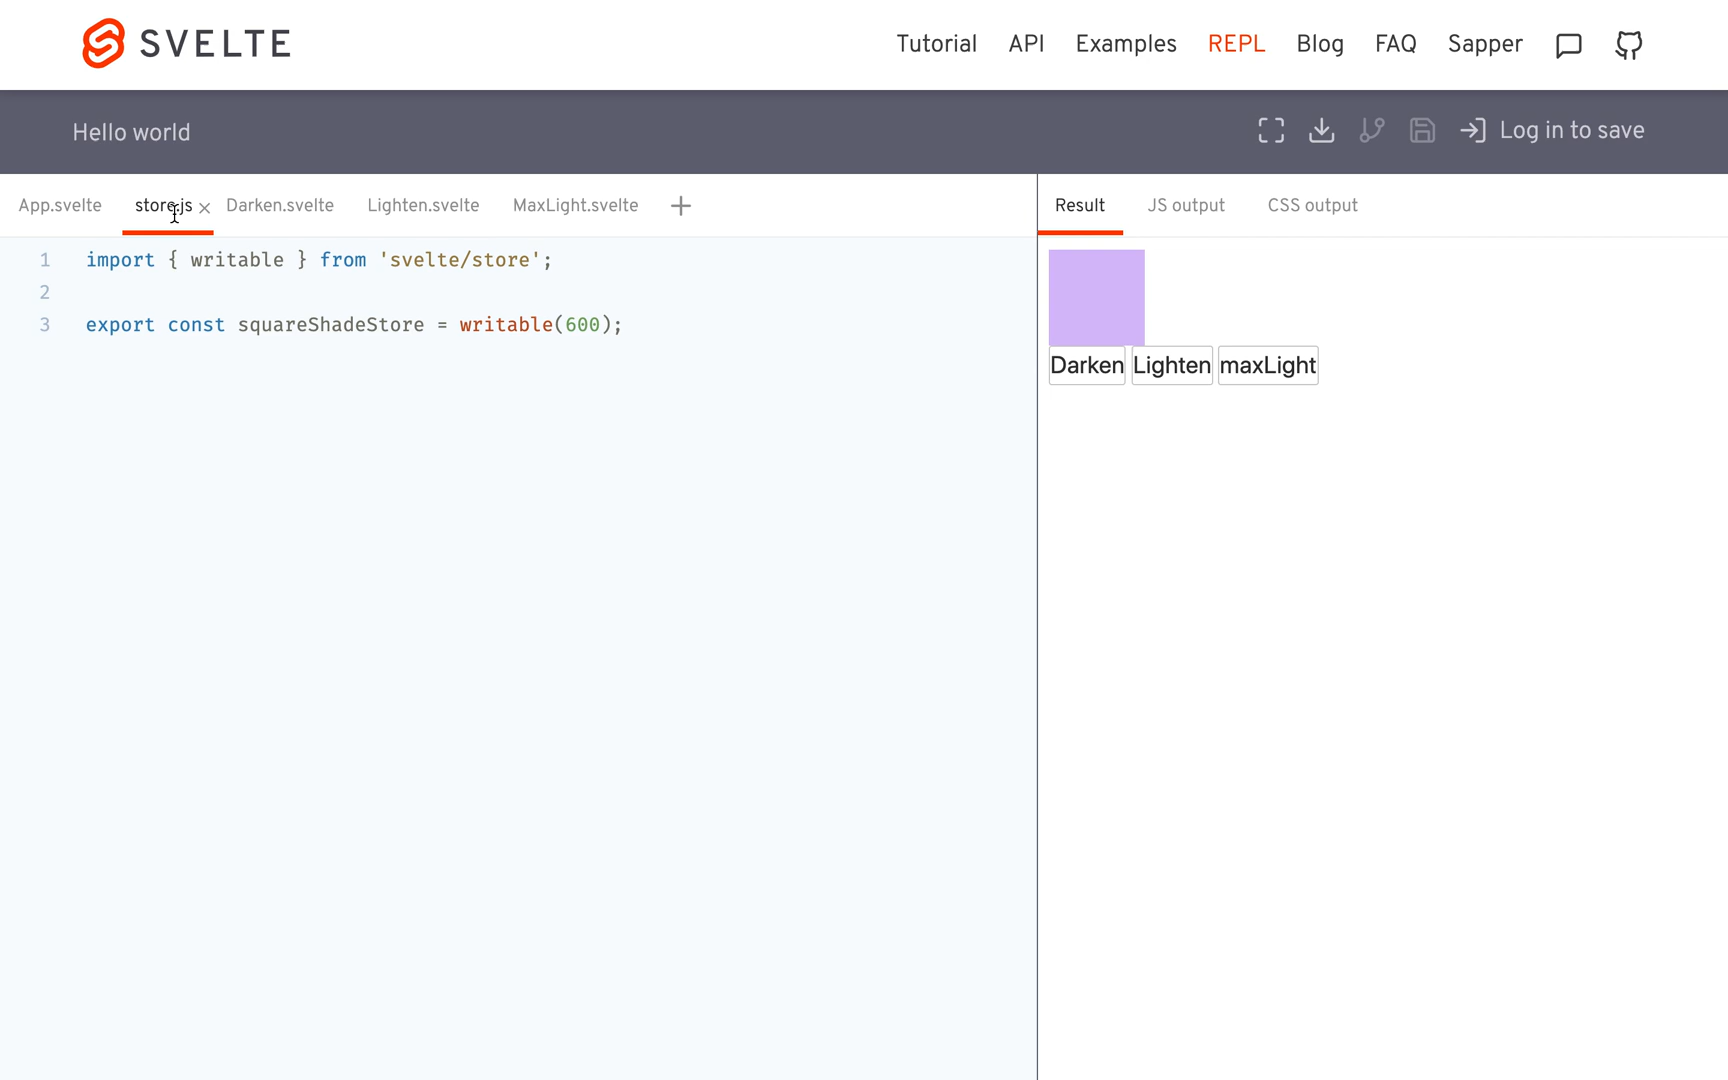 SVELTE
Tutorial API Examples REPL Blog FAQ Sapper
Hello world
Log in to save
App.svelte store.js Darken.svelte Lighten.svelte MaxLight.svelte
Result JS output CSS output
1 import { writable } from 'svelte/store';
2
3 export const squareShadeStore = writable(600);
Darken Lighten maxLight